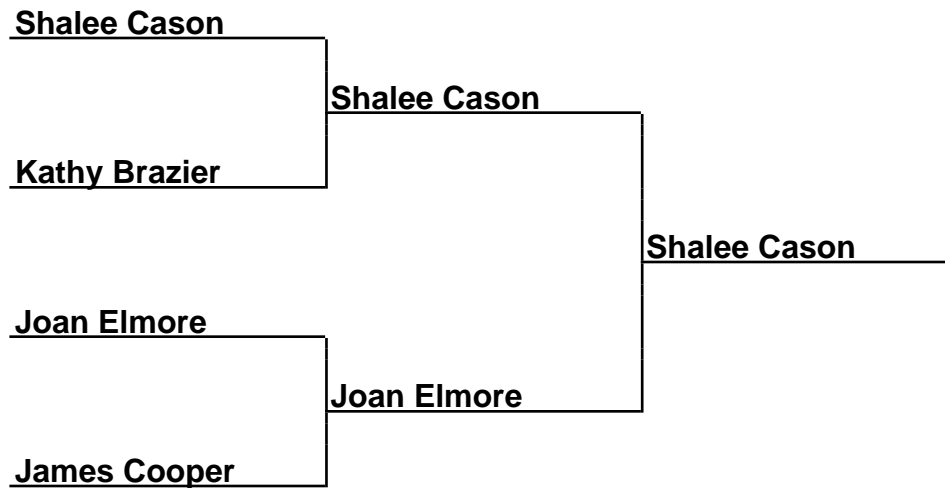 Shalee Cason
Shalee Cason
Kathy Brazier
Shalee Cason
Joan Elmore
Joan Elmore
James Cooper